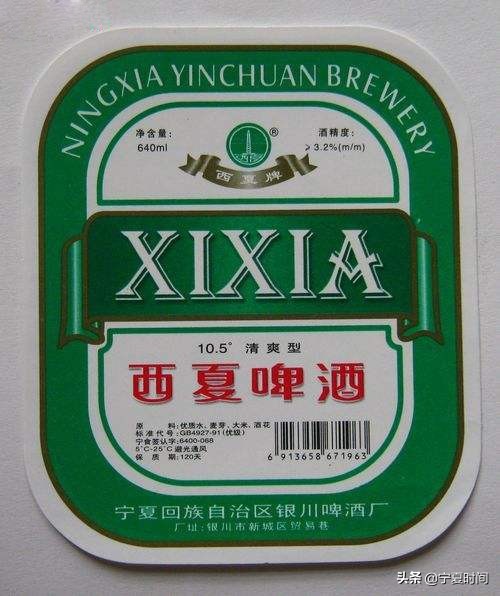 NINGXIA YINCHUAN BREWERY
净含量:
640ml
酒精度:
≥3.2%(m/m)
®
西夏牌
XIXIA
10.5° 清爽型
西夏啤酒
原　　料:优质水、麦芽、大米、酒花
标准代号:GB4927-91(优级)
宁食签认字:6400-068
5°C-25°C避光通风
保　质　期:120天
6 913658 671963
宁夏回族自治区银川啤酒厂
厂址:银川市新城区贸易巷
头条@宁夏时间